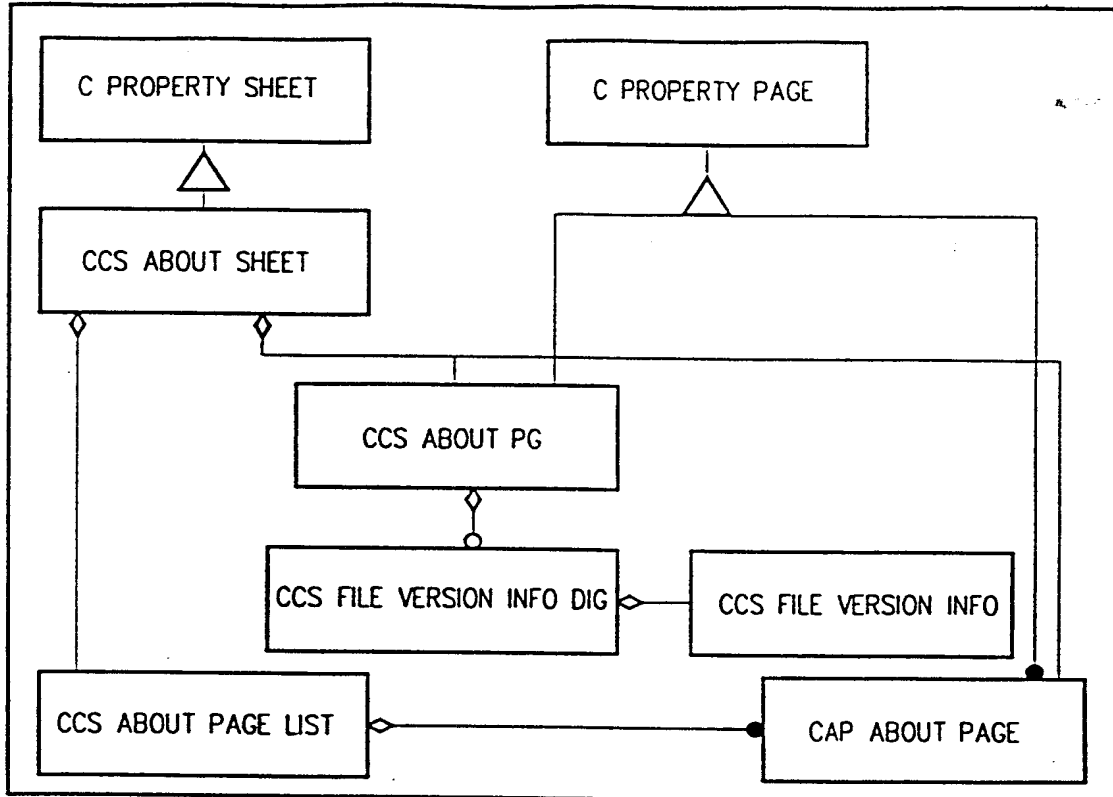 C PROPERTY SHEET
C PROPERTY PAGE
CCS ABOUT SHEET
CCS ABOUT PG
CCS FILE VERSION INFO DIG
CCS FILE VERSION INFO
CCS ABOUT PAGE LIST
CAP ABOUT PAGE